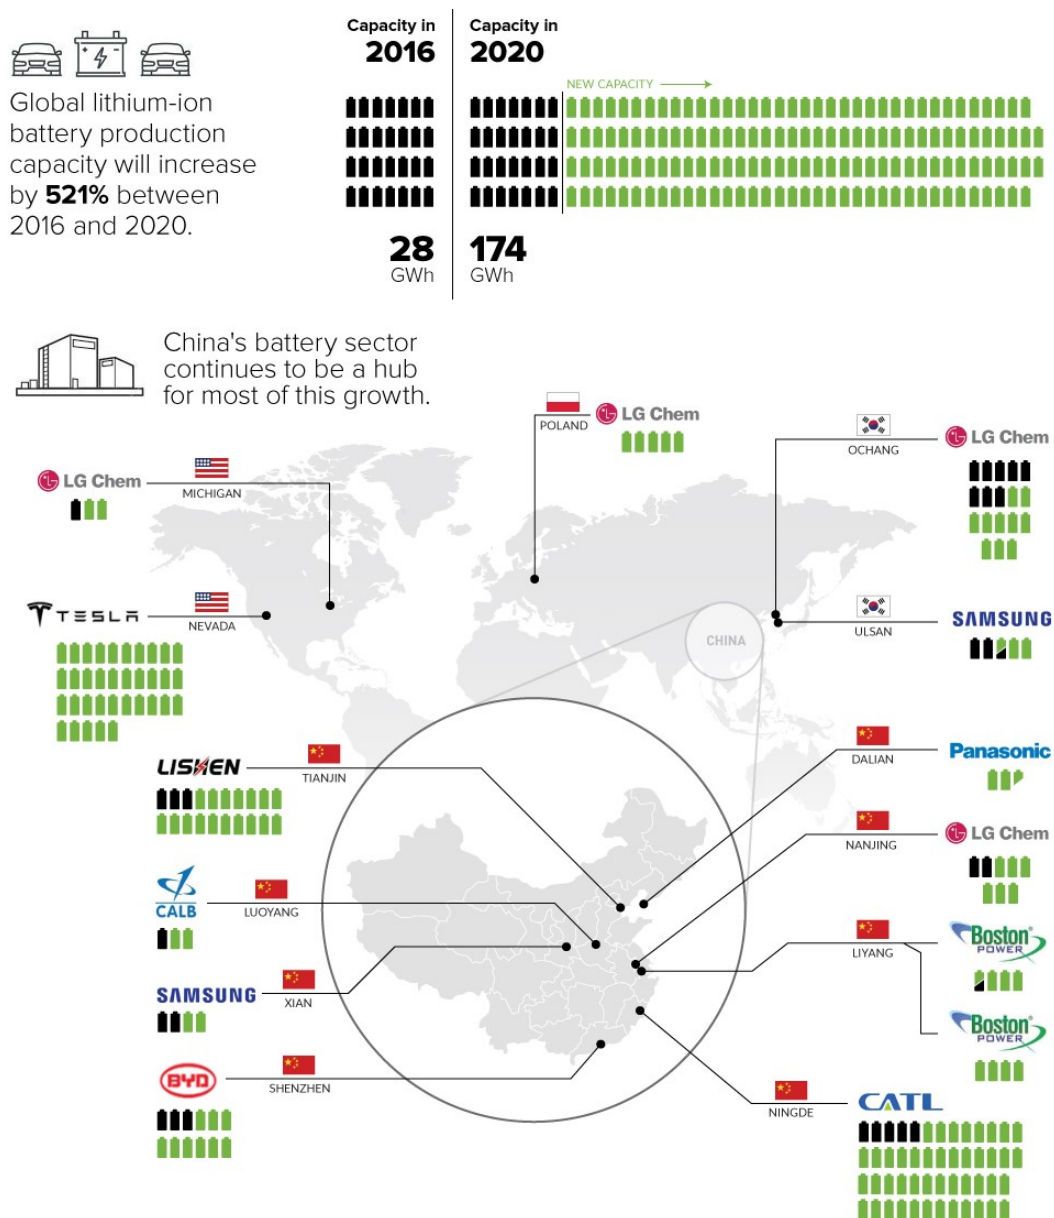 Capacity in
2016
Capacity in
2020
NEW CAPACITY
Global lithium-ion
battery production
capacity will increase
by 521% between
2016 and 2020.
28
GWh
174
GWh
China's battery sector
continues to be a hub
for most of this growth.
POLAND
LG Chem
OCHANG
LG Chem
LG Chem
MICHIGAN
TESLA
NEVADA
ULSAN
SAMSUNG
CHINA
LISHEN
TIANJIN
DALIAN
Panasonic
NANJING
LG Chem
CALB
LUOYANG
LIYANG
Boston
POWER
SAMSUNG
XIAN
Boston
POWER
BYD
SHENZHEN
NINGDE
CATL